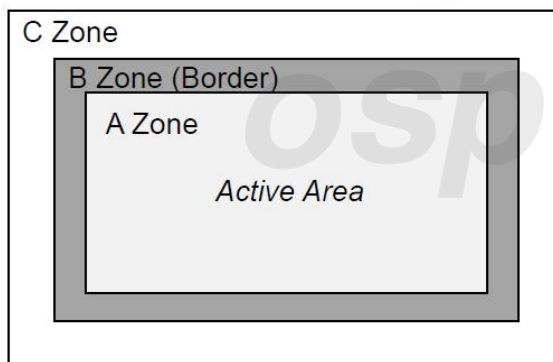 C Zone
B Zone (Border)
A Zone
Active Area
osp